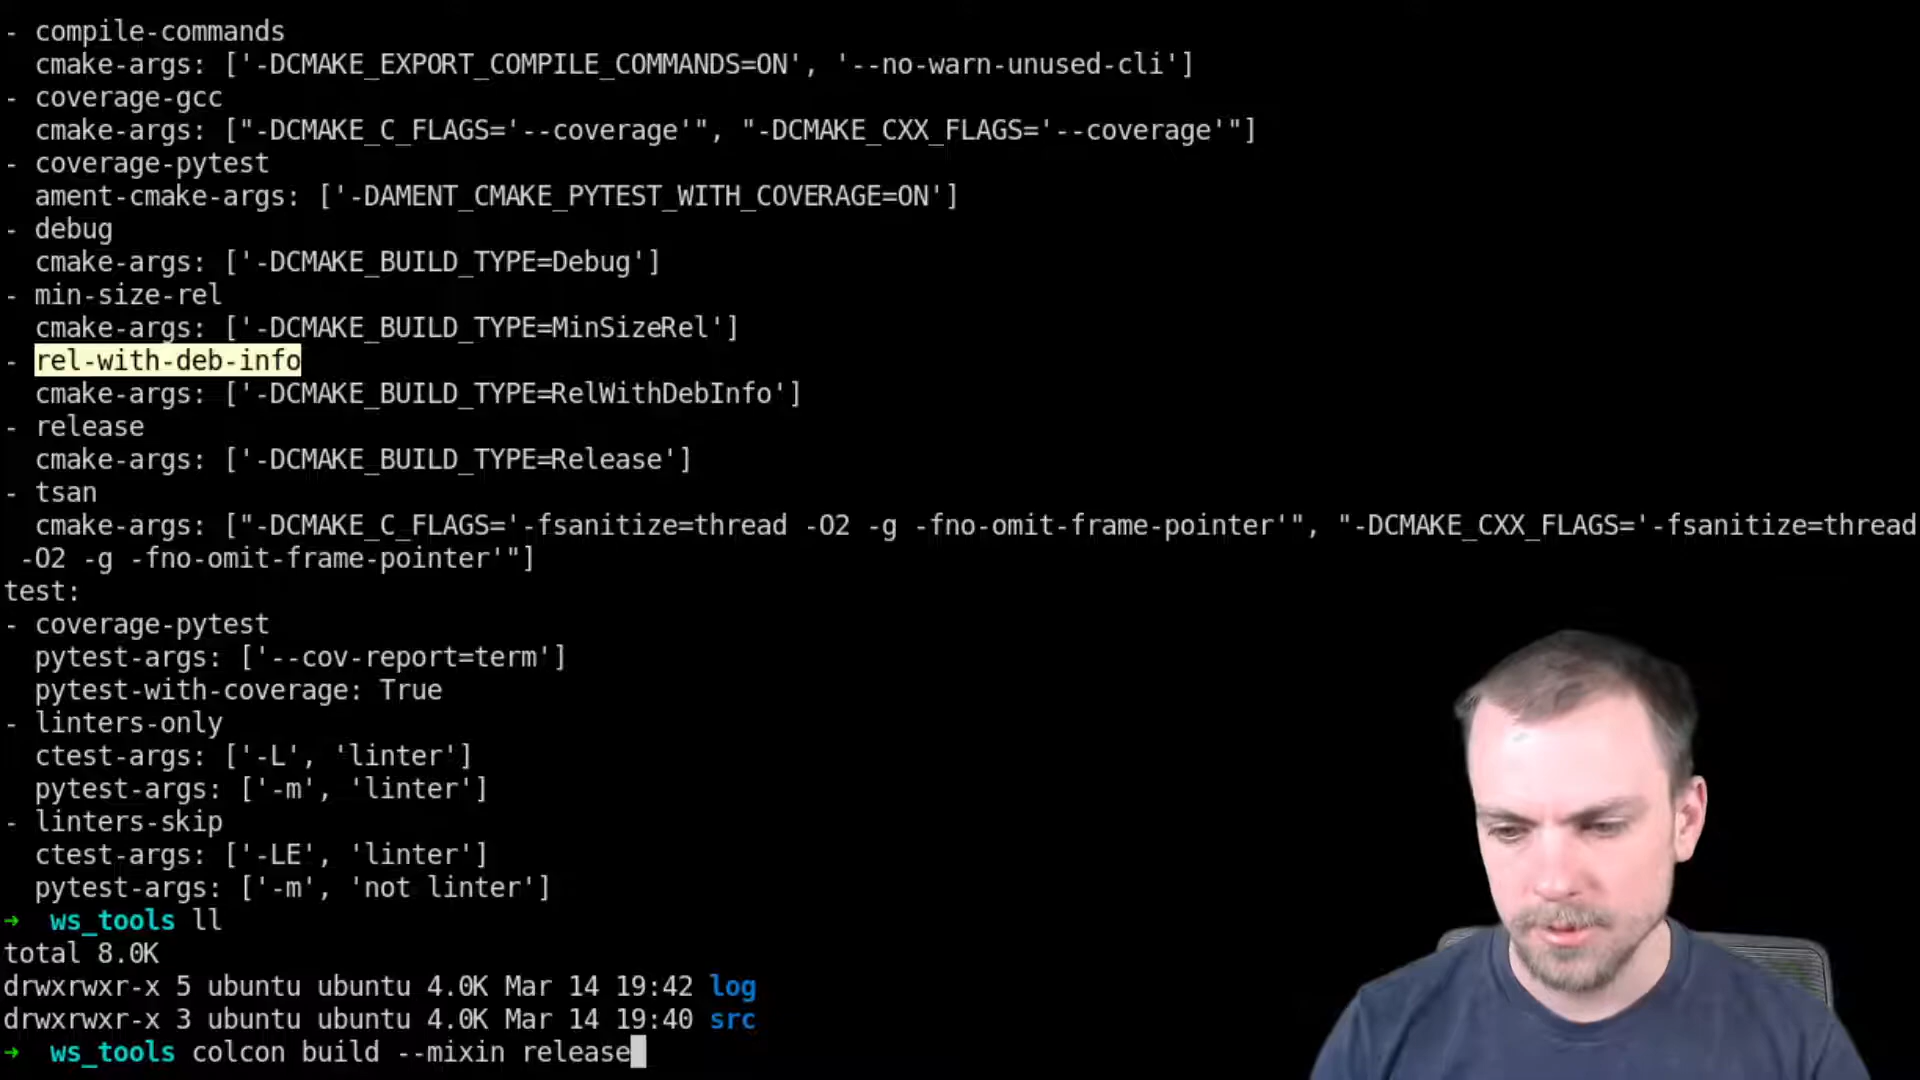 - compile-commands
cmake-args: ['-DCMAKE_EXPORT_COMPILE_COMMANDS=ON', '--no-warn-unused-cli']
- coverage-gcc
cmake-args: ["-DCMAKE_C_FLAGS='--coverage'", "-DCMAKE_CXX_FLAGS='--coverage'"]
- coverage-pytest
ament-cmake-args: ['-DAMENT_CMAKE_PYTEST_WITH_COVERAGE=ON']
- debug
cmake-args: ['-DCMAKE_BUILD_TYPE=Debug']
- min-size-rel
cmake-args: ['-DCMAKE_BUILD_TYPE=MinSizeRel']
- rel-with-deb-info
cmake-args: ['-DCMAKE_BUILD_TYPE=RelWithDebInfo']
- release
cmake-args: ['-DCMAKE_BUILD_TYPE=Release']
- tsan
cmake-args: ["-DCMAKE_C_FLAGS='-fsanitize=thread -O2 -g -fno-omit-frame-pointer'", "-DCMAKE_CXX_FLAGS='-fsanitize=thread
-O2 -g -fno-omit-frame-pointer'"]
test:
- coverage-pytest
pytest-args: ['--cov-report=term']
pytest-with-coverage: True
- linters-only
ctest-args: ['-L', 'linter']
pytest-args: ['-m', 'linter']
- linters-skip
ctest-args: ['-LE', 'linter']
pytest-args: ['-m', 'not linter']
→ ws_tools ll
total 8.0K
drwxrwxr-x 5 ubuntu ubuntu 4.0K Mar 14 19:42 log
drwxrwxr-x 3 ubuntu ubuntu 4.0K Mar 14 19:40 src
→ ws_tools colcon build --mixin release